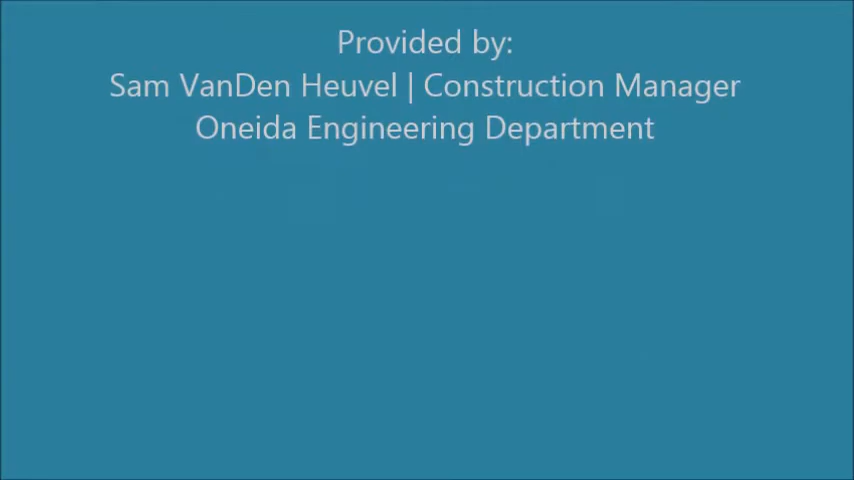 Provided by:
Sam VanDen Heuvel | Construction Manager
Oneida Engineering Department